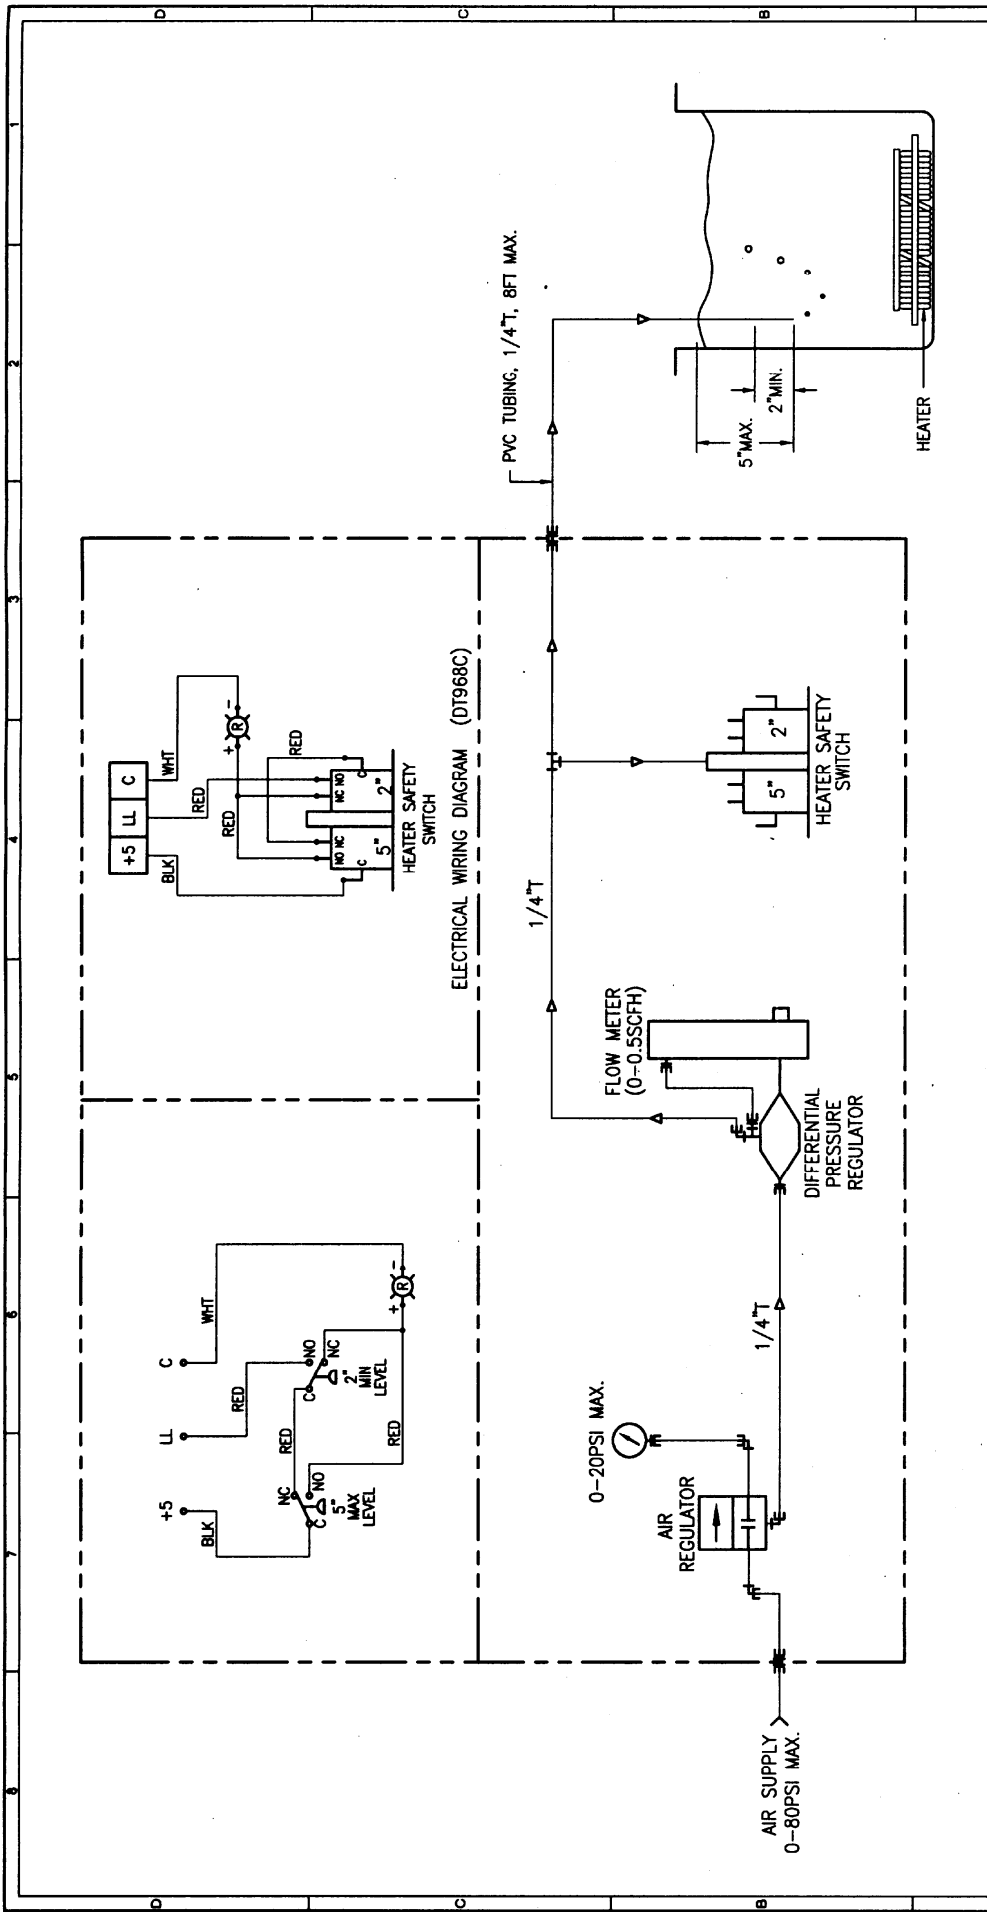 8
7
6
5
4
3
2
1
D
C
B
D
C
B
+5
LL
C
BLK
RED
WHT
RED
NC
NO
C
5"
MAX
LEVEL
RED
C
NO
NC
2"
MIN
LEVEL
+
R
-
+5
LL
C
BLK
RED
RED
WHT
+
R
-
RED
NO
NC
NC
NO
C
5"
2"
C
HEATER SAFETY
SWITCH
ELECTRICAL WIRING DIAGRAM (DT968C)
AIR SUPPLY
0-80PSI MAX.
AIR
REGULATOR
0-20PSI MAX.
1/4"T
FLOW METER
(0-0.5SCFH)
DIFFERENTIAL
PRESSURE
REGULATOR
1/4"T
5"
2"
HEATER SAFETY
SWITCH
PVC TUBING, 1/4"T, 8FT MAX.
5"MAX.
2"MIN.
HEATER